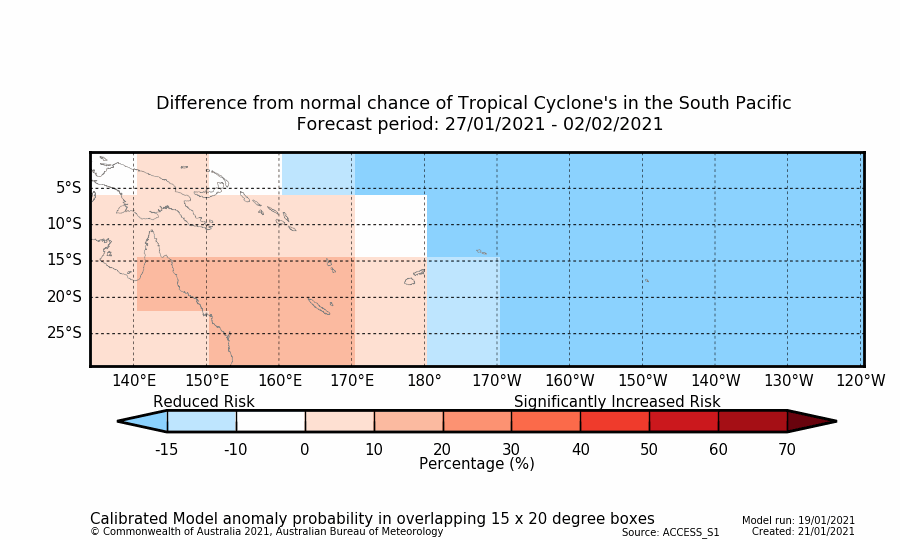 Difference from normal chance of Tropical Cyclone's in the South Pacific
Forecast period: 27/01/2021 - 02/02/2021
5°S
10°S
15°S
20°S
25°S
140°E 150°E 160°E 170°E 180° 170°W 160°W 150°W 140°W 130°W 120°W
Reduced Risk Significantly Increased Risk
-15 -10 0 10 20 30 40 50 60 70
Percentage (%)
Calibrated Model anomaly probability in overlapping 15 x 20 degree boxes
Model run: 19/01/2021
© Commonwealth of Australia 2021, Australian Bureau of Meteorology
Source: ACCESS_S1
Created: 21/01/2021